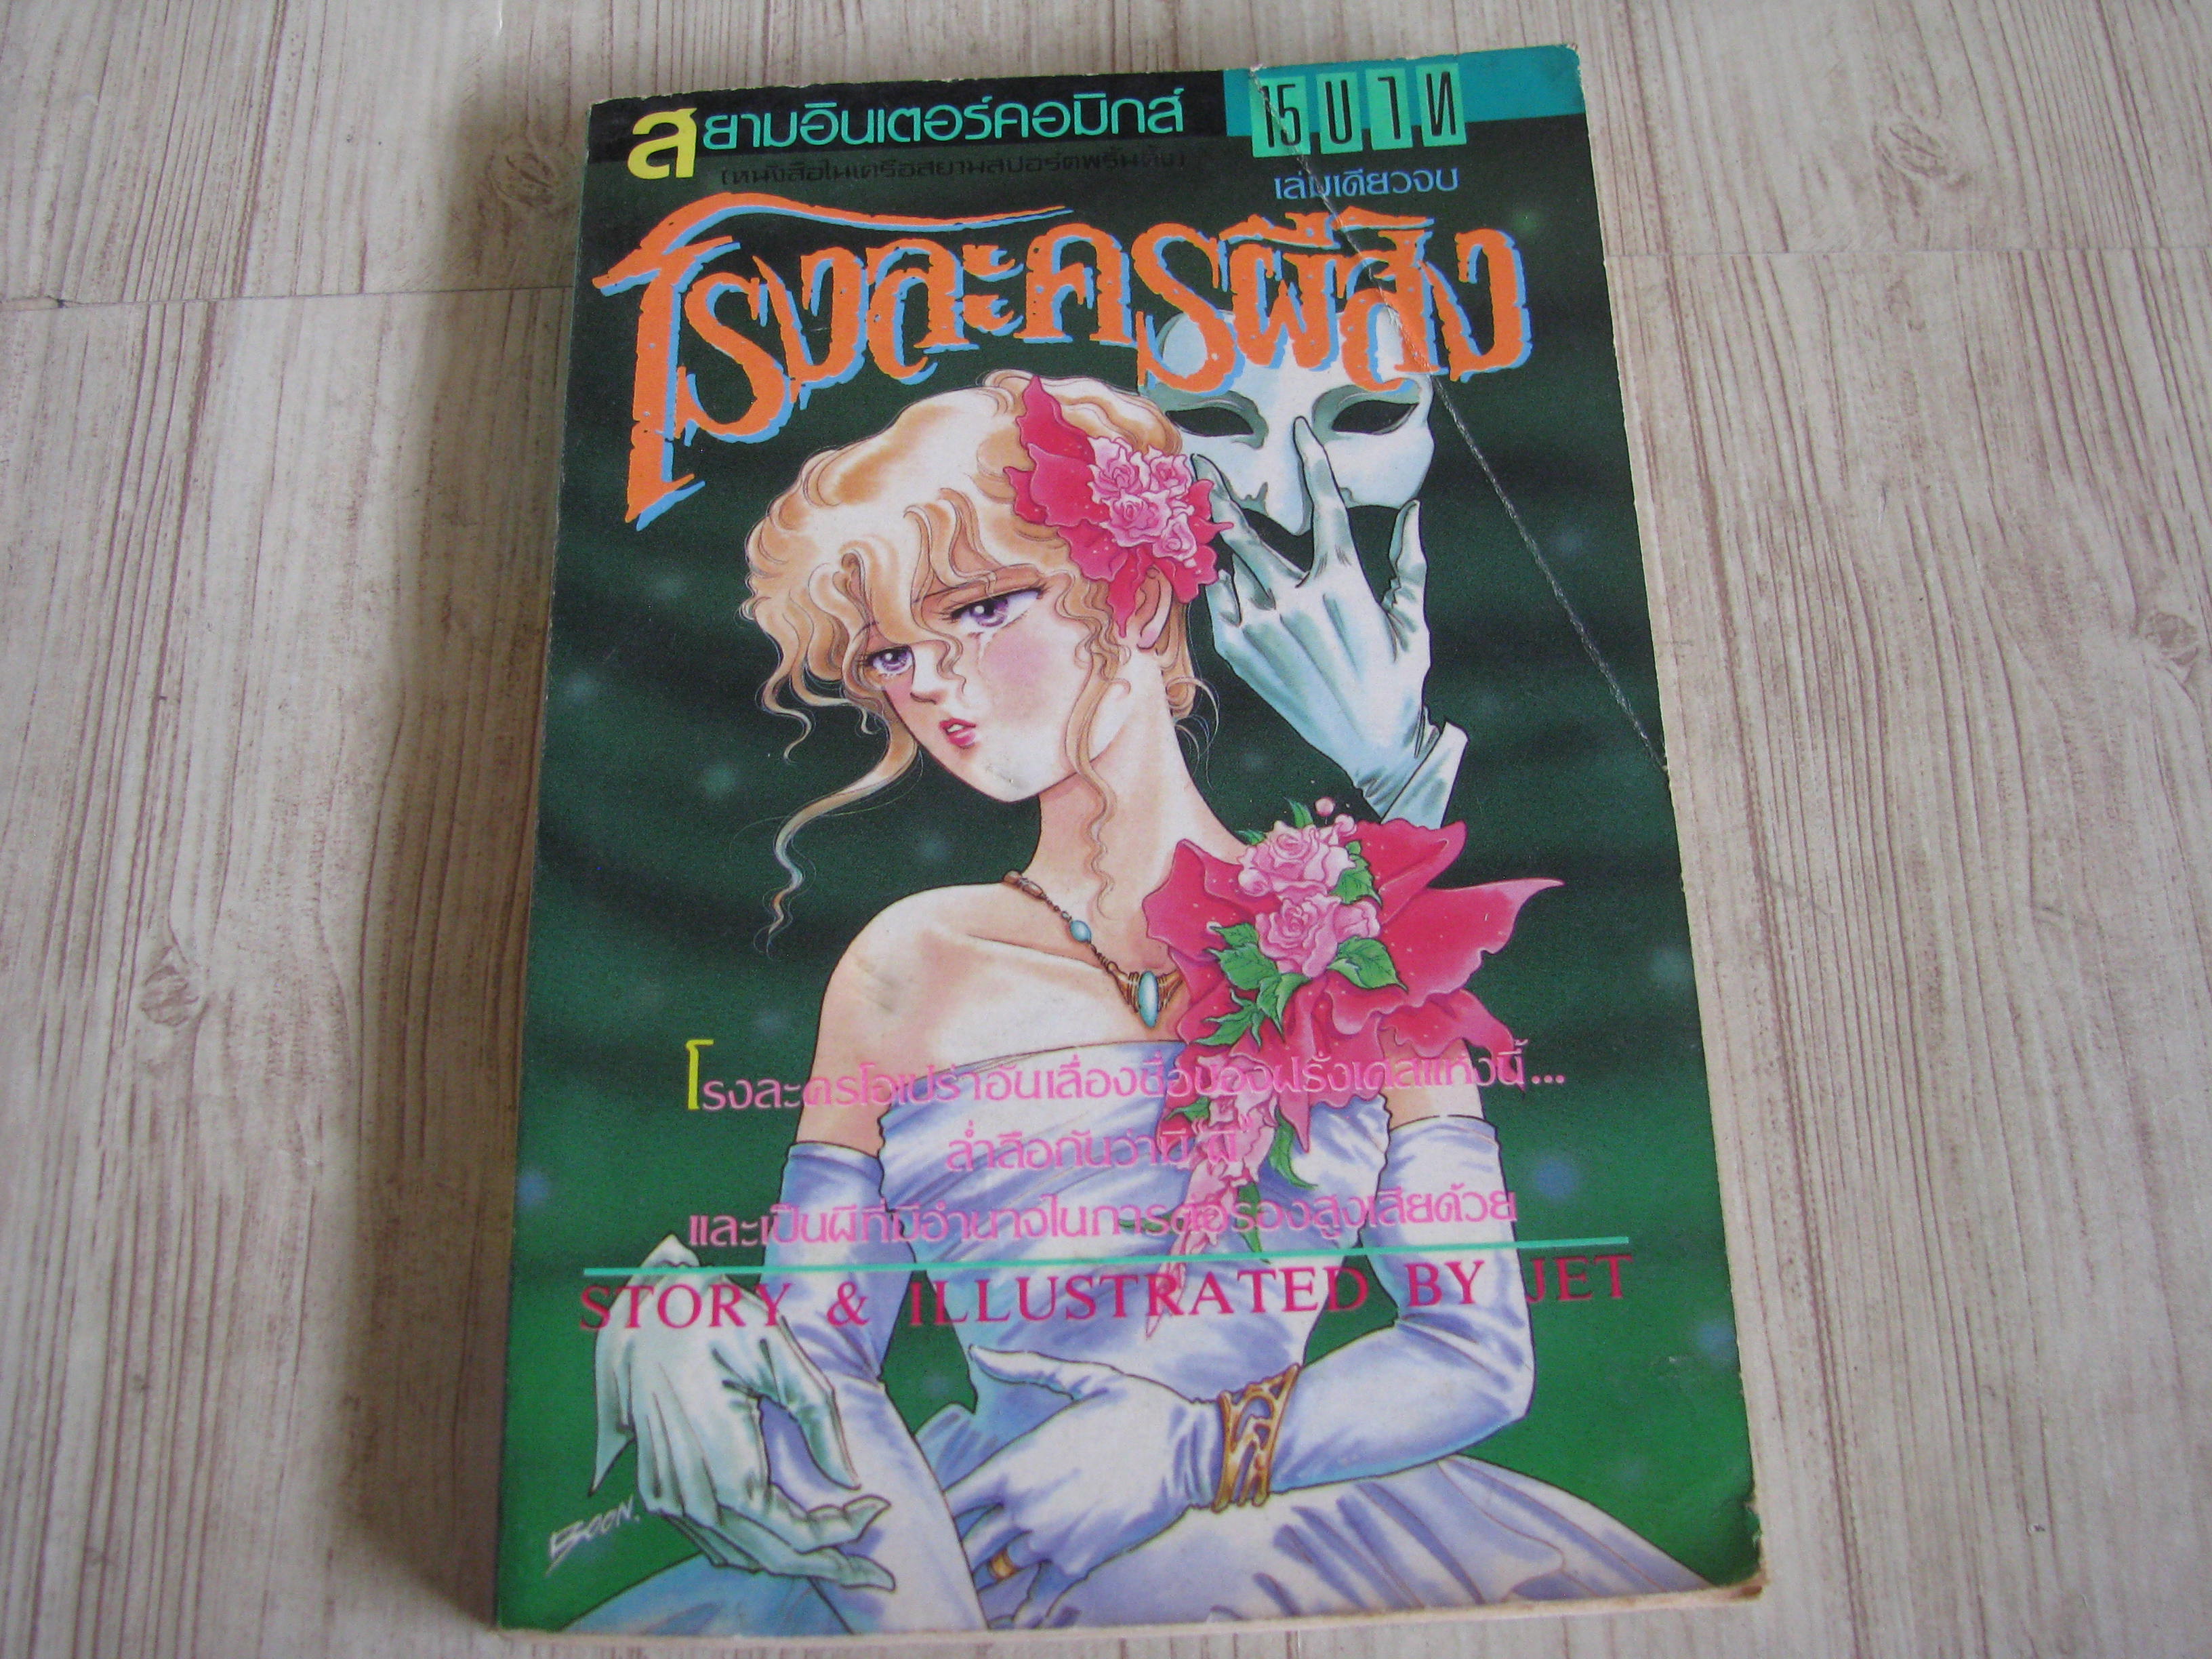 สยามอินเตอร์คอมิกส์
15 บาท
(หนังสือในเครือสยามสปอร์ตพริ้นติ้ง)
เล่มเดียวจบ
โรงละครผีสิง
โรงละครโอเปร่าอันเลื่องชื่อของฝรั่งเศสแห่งนี้...
ล่ำลือกันว่ามี"ผี"
และเป็นผีที่มีอำนาจในการต่อรองสูงเสียด้วย
STORY & ILLUSTRATED BY JET
BOON.